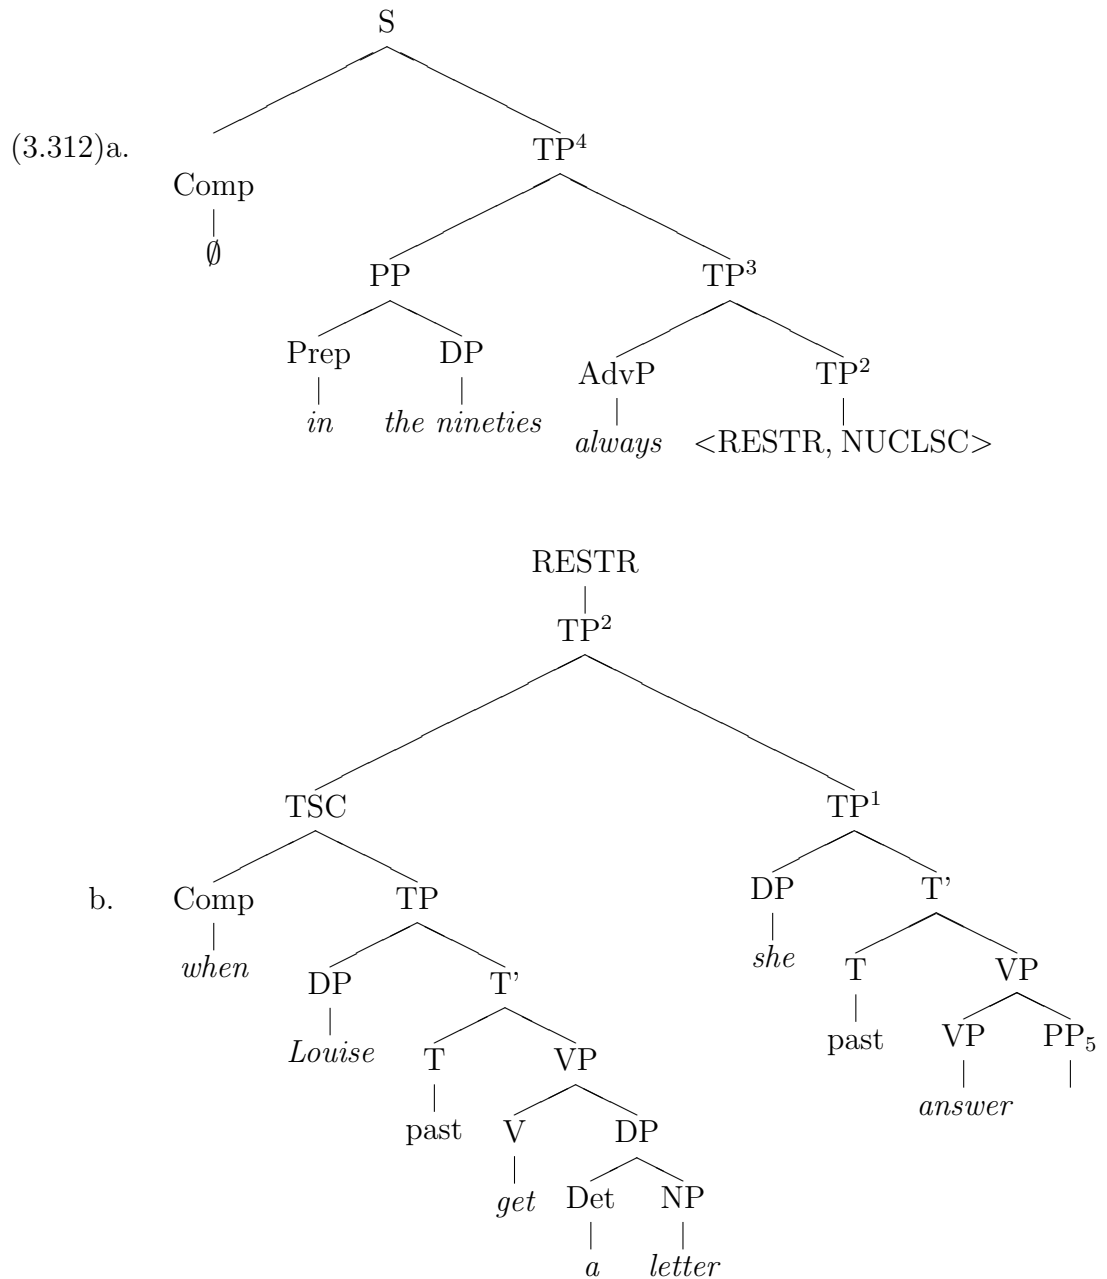 S
(3.312)a.
TP⁴
Comp
∅
PP TP³
Prep DP
AdvP TP²
in the nineties
always <RESTR, NUCLSC>
RESTR
TP²
TSC TP¹
b.
Comp TP
DP T’
when
she
DP T’
T VP
Louise
past
VP PP₅
T VP
answer
past
V DP
get
Det NP
a letter